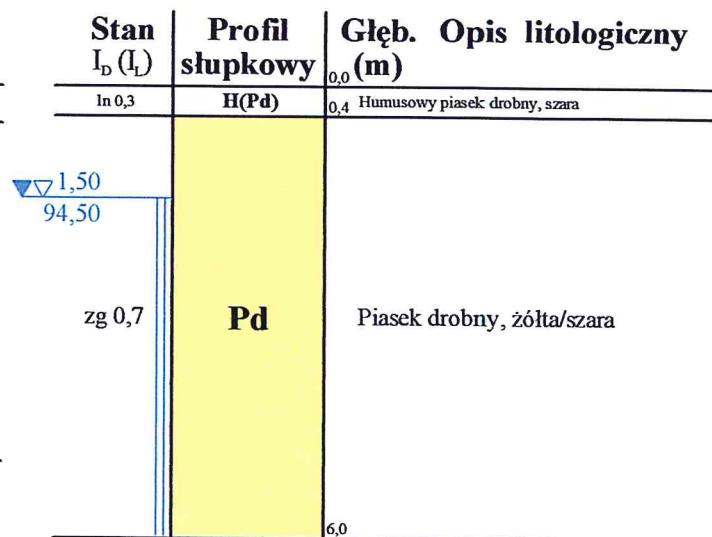 Stan
I_D (I_L)
Profil
słupkowy
Głęb. Opis litologiczny
(m)
0,0
ln 0,3
H(Pd)
0,4
Humusowy piasek drobny, szara
1,50
94,50
zg 0,7
Pd
Piasek drobny, żółta/szara
6,0